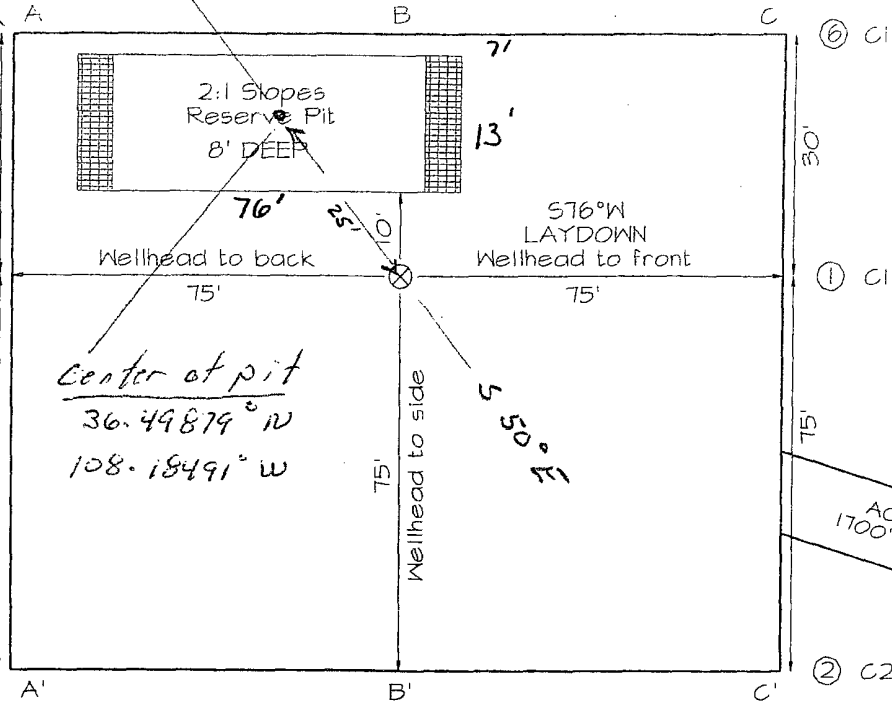 A B C
⑥ C1
7'
2:1 Slopes
Reserve Pit
8' DEEP
13'
30'
76'
25'
10'
S76°W
LAYDOWN
Wellhead to back
Wellhead to front
75'
75'
① C1
Center of pit
36.49879° N
108.18491° W
Wellhead to side
75'
S 50° E
75'
AC
1700'
② C2
A' B' C'